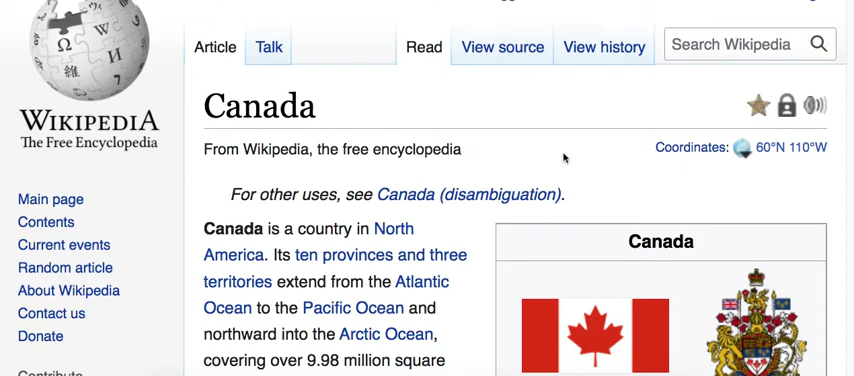 Article Talk Read View source View history Search Wikipedia
Ω W И 維
WIKIPEDIA
The Free Encyclopedia
Main page
Contents
Current events
Random article
About Wikipedia
Contact us
Donate
Contribute
Canada
From Wikipedia, the free encyclopedia
Coordinates: 60°N 110°W
For other uses, see Canada (disambiguation).
Canada is a country in North
America. Its ten provinces and three
territories extend from the Atlantic
Ocean to the Pacific Ocean and
northward into the Arctic Ocean,
covering over 9.98 million square
Canada